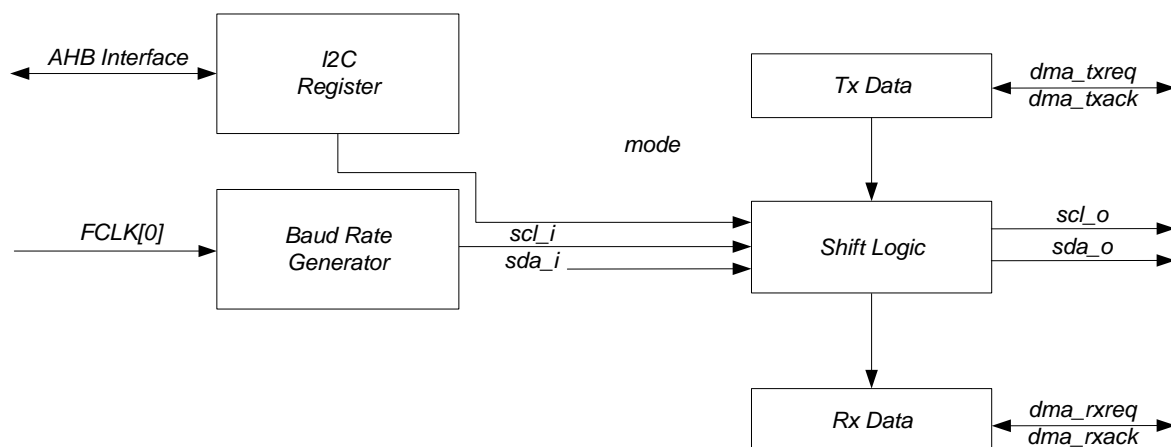 AHB Interface
I2C
Register
Tx Data
dma_txreq
dma_txack
mode
FCLK[0]
Baud Rate
Generator
scl_i
sda_i
Shift Logic
scl_o
sda_o
Rx Data
dma_rxreq
dma_rxack